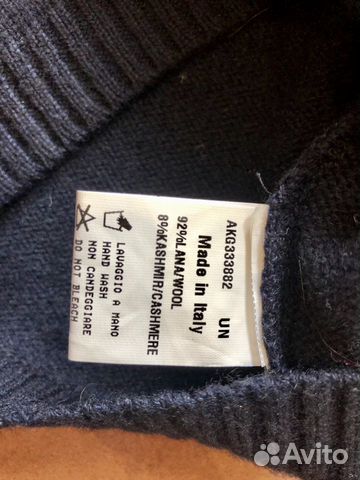 AKG333882 UN
Made in Italy
92%LANA/WOOL
8%KASHMIR/CASHMERE
LAVAGGIO A MANO
HAND WASH
NON CANDEGGIARE
DO NOT BLEACH
Avito